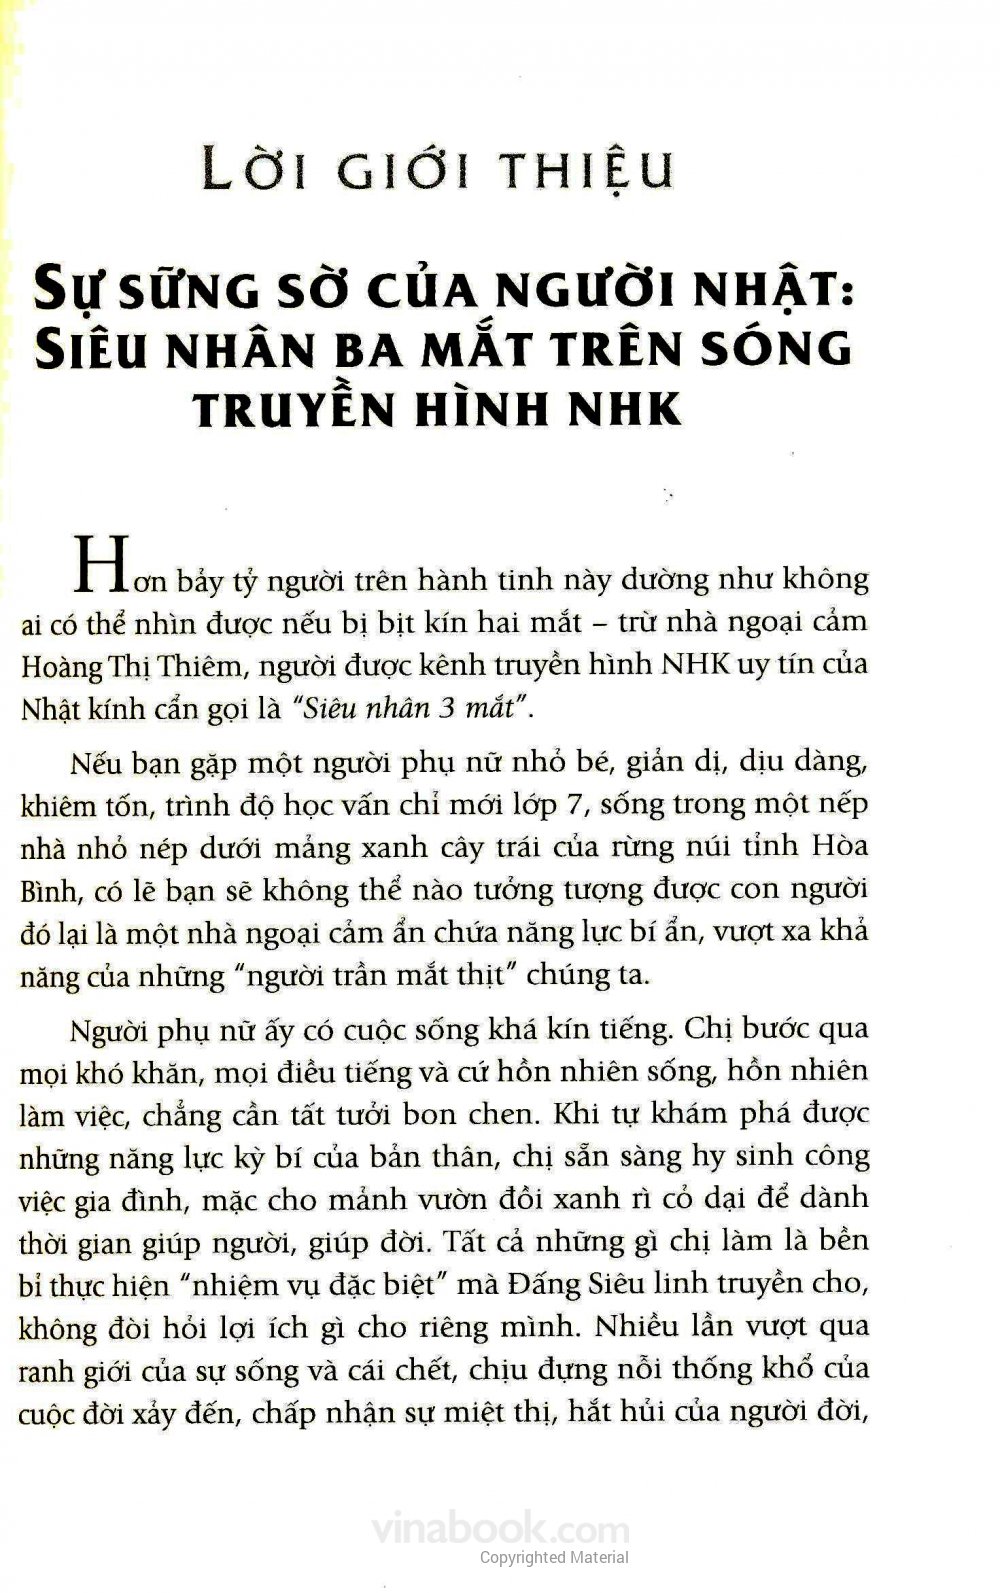 LỜI GIỚI THIỆU
SỰ SỮNG SỜ CỦA NGƯỜI NHẬT:
SIÊU NHÂN BA MẮT TRÊN SÓNG
TRUYỀN HÌNH NHK
Hơn bảy tỷ người trên hành tinh này dường như không
ai có thể nhìn được nếu bị bịt kín hai mắt – trừ nhà ngoại cảm
Hoàng Thị Thiêm, người được kênh truyền hình NHK uy tín của
Nhật kính cẩn gọi là "Siêu nhân 3 mắt".
Nếu bạn gặp một người phụ nữ nhỏ bé, giản dị, dịu dàng,
khiêm tốn, trình độ học vấn chỉ mới lớp 7, sống trong một nếp
nhà nhỏ nép dưới mảng xanh cây trái của rừng núi tỉnh Hòa
Bình, có lẽ bạn sẽ không thể nào tưởng tượng được con người
đó lại là một nhà ngoại cảm ẩn chứa năng lực bí ẩn, vượt xa khả
năng của những "người trần mắt thịt" chúng ta.
Người phụ nữ ấy có cuộc sống khá kín tiếng. Chị bước qua
mọi khó khăn, mọi điều tiếng và cứ hồn nhiên sống, hồn nhiên
làm việc, chẳng cần tất tưởi bon chen. Khi tự khám phá được
những năng lực kỳ bí của bản thân, chị sẵn sàng hy sinh công
việc gia đình, mặc cho mảnh vườn đồi xanh rì cỏ dại để dành
thời gian giúp người, giúp đời. Tất cả những gì chị làm là bền
bỉ thực hiện "nhiệm vụ đặc biệt" mà Đấng Siêu linh truyền cho,
không đòi hỏi lợi ích gì cho riêng mình. Nhiều lần vượt qua
ranh giới của sự sống và cái chết, chịu đựng nỗi thống khổ của
cuộc đời xảy đến, chấp nhận sự miệt thị, hắt hủi của người đời,
vinabook.com
Copyrighted Material